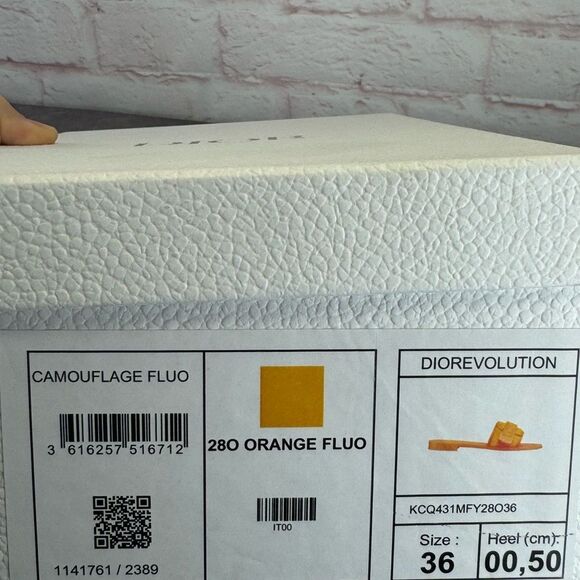 CAMOUFLAGE FLUO
3 616257 516712
1141761 / 2389
28O ORANGE FLUO
IT00
DIOREVOLUTION
KCQ431MFY28O36
Size : Heel (cm):
36 00,50